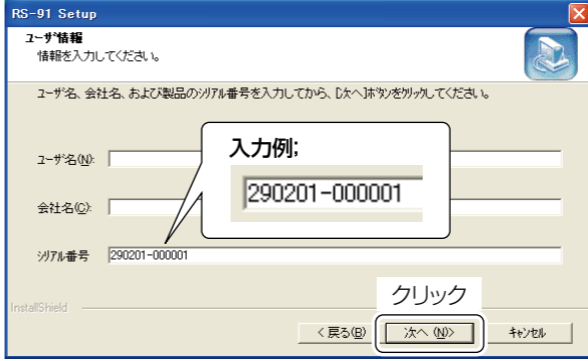 RS-91 Setup
ユーザ情報
情報を入力してください。
ユーザ名、会社名、および製品のシリアル番号を入力してから、[次へ]ボタンをクリックしてください。
入力例;
290201-000001
ユーザ名(N):
会社名(C):
シリアル番号
290201-000001
クリック
InstallShield
< 戻る(B)
次へ (N)>
キャンセル